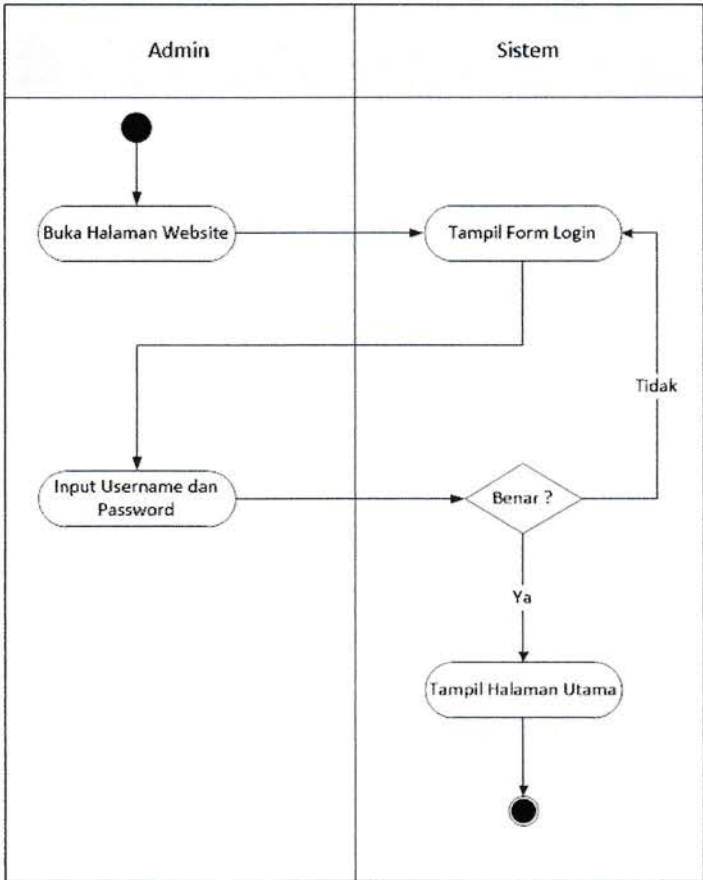 Admin
Sistem
Buka Halaman Website
Tampil Form Login
Tidak
Input Username dan
Password
Benar ?
Ya
Tampil Halaman Utama